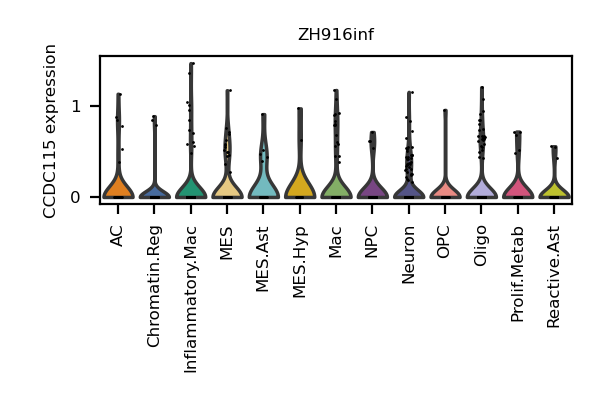 ZH916inf
CCDC115 expression
1
0
AC
Chromatin.Reg
Inflammatory.Mac
MES
MES.Ast
MES.Hyp
Mac
NPC
Neuron
OPC
Oligo
Prolif.Metab
Reactive.Ast